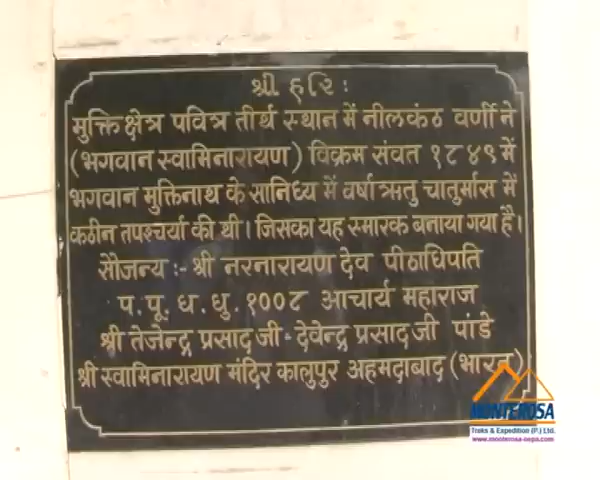 श्री हरि :
मुक्ति क्षेत्र पवित्र तीर्थ स्थान में नीलकंठ वर्णी ने
(भगवान स्वामिनारायण) विक्रम संवत १८४९ में
भगवान मुक्तिनाथ के सानिध्य में वर्षा ऋतु चातुर्मास में
कठीन तपश्चर्या की थी। जिसका यह स्मारक बनाया गया है।
सौजन्य :- श्री नरनारायण देव पीठाधिपति
प. पू. ध. धु. १००८ आचार्य महाराज
श्री तेजेन्द्र प्रसाद जी - देवेन्द्र प्रसाद जी पांडे
श्री स्वामिनारायण मंदिर कालुपुर अहमदाबाद (भारत)
MONTEROSA
Treks & Expedition (P.) Ltd.
www.monterosa-nepa.com